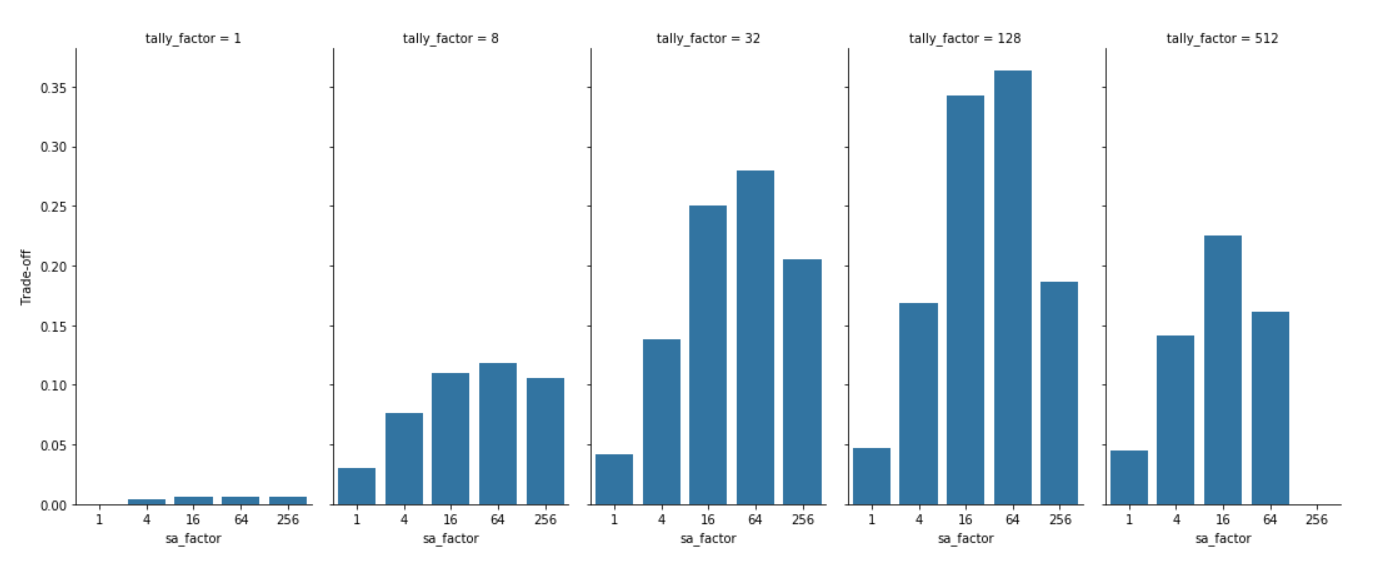 tally_factor = 1
tally_factor = 8
tally_factor = 32
tally_factor = 128
tally_factor = 512
Trade-off
0.35
0.30
0.25
0.20
0.15
0.10
0.05
0.00
1 4 16 64 256
1 4 16 64 256
1 4 16 64 256
1 4 16 64 256
1 4 16 64 256
sa_factor
sa_factor
sa_factor
sa_factor
sa_factor